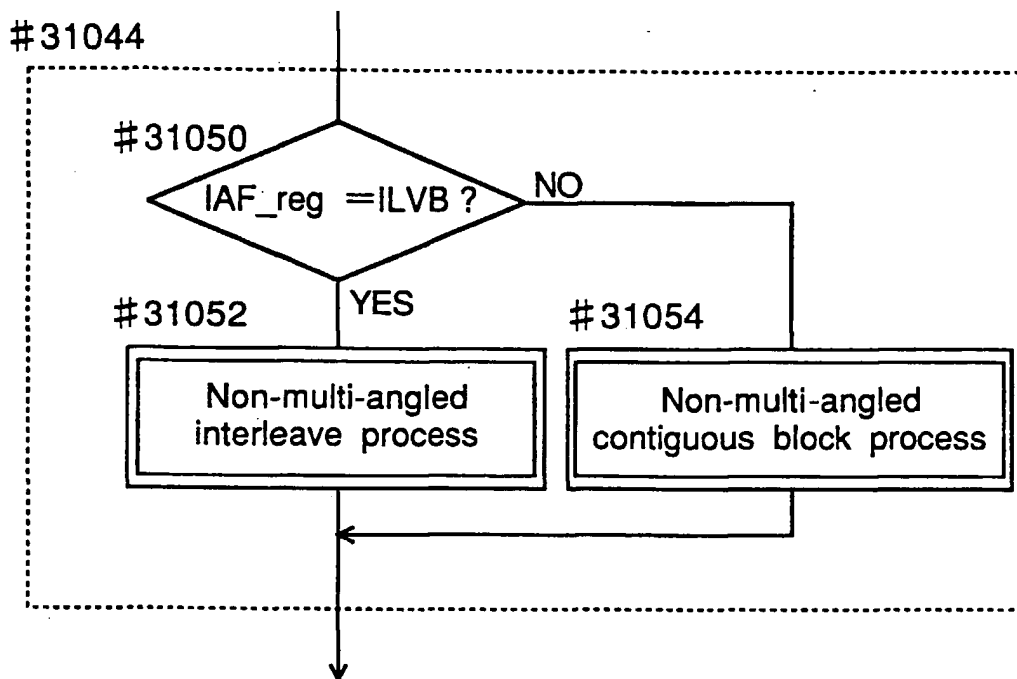 #31044
#31050
IAF_reg =ILVB ?
NO
YES
#31052
#31054
Non-multi-angled
interleave process
Non-multi-angled
contiguous block process